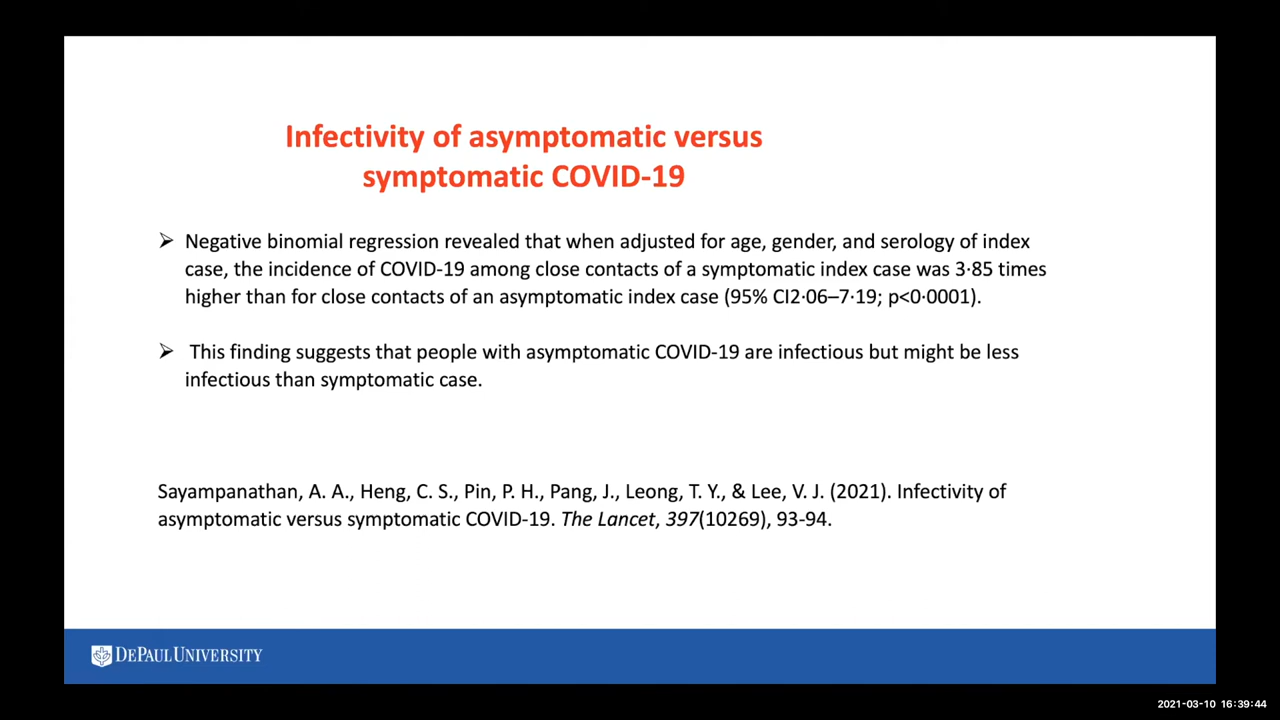 Infectivity of asymptomatic versus
symptomatic COVID-19
➢ Negative binomial regression revealed that when adjusted for age, gender, and serology of index
case, the incidence of COVID-19 among close contacts of a symptomatic index case was 3·85 times
higher than for close contacts of an asymptomatic index case (95% CI2·06–7·19; p<0·0001).
➢ This finding suggests that people with asymptomatic COVID-19 are infectious but might be less
infectious than symptomatic case.
Sayampanathan, A. A., Heng, C. S., Pin, P. H., Pang, J., Leong, T. Y., & Lee, V. J. (2021). Infectivity of
asymptomatic versus symptomatic COVID-19. The Lancet, 397(10269), 93-94.
DEPAUL UNIVERSITY
2021-03-10 16:39:44